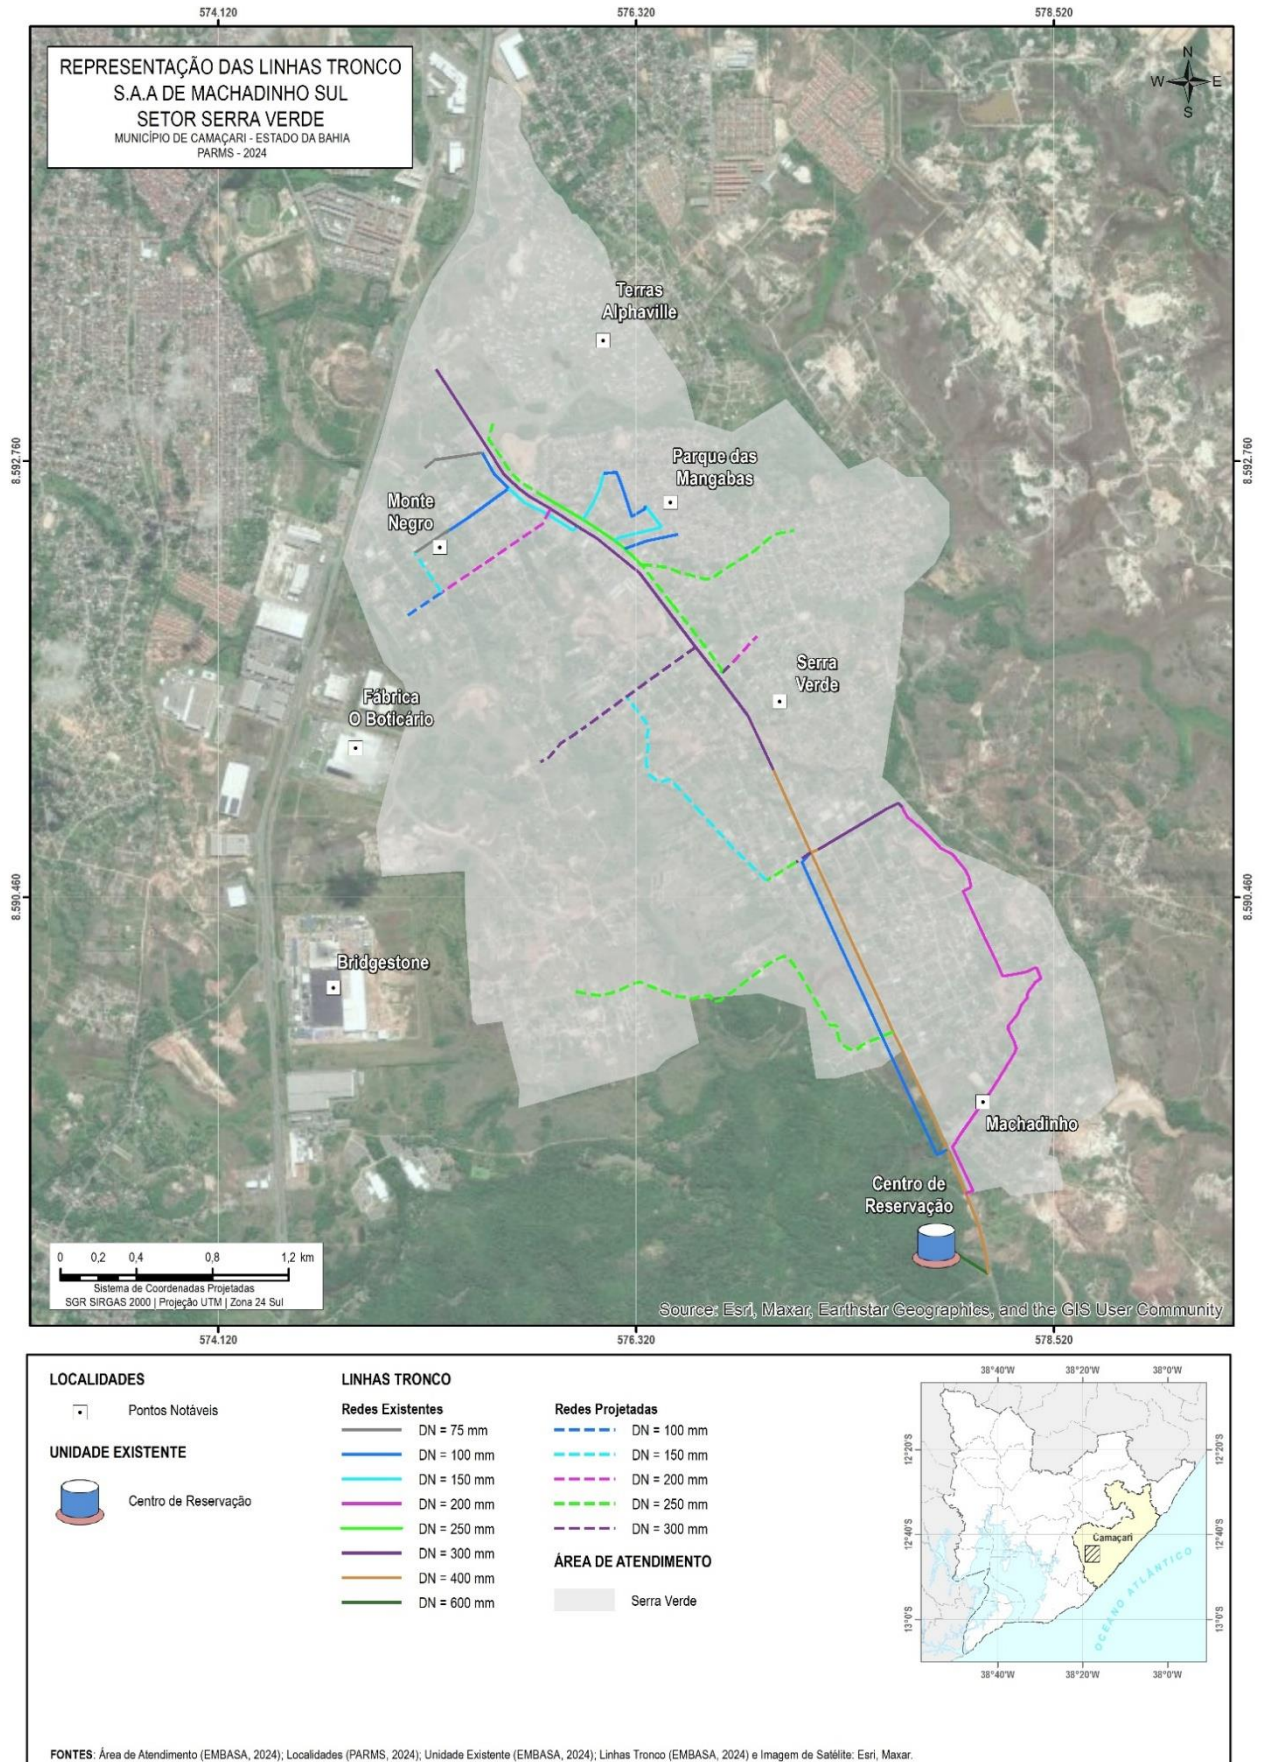 574.120
576.320
578.520
REPRESENTAÇÃO DAS LINHAS TRONCO
S.A.A DE MACHADINHO SUL
SETOR SERRA VERDE
MUNICÍPIO DE CAMAÇARI - ESTADO DA BAHIA
PARMS - 2024
N
W
E
S
Terras
Alphaville
8.592.760
8.592.760
Parque das
Mangabas
Monte
Negro
Serra
Verde
Fábrica
O Boticário
8.590.460
8.590.460
Bridgestone
Machadinho
Centro de
Reservação
0 0,2 0,4 0,8 1,2 km
Sistema de Coordenadas Projetadas
SGR SIRGAS 2000 | Projeção UTM | Zona 24 Sul
Source: Esri, Maxar, Earthstar Geographics, and the GIS User Community
574.120
576.320
578.520
LOCALIDADES
Pontos Notáveis
UNIDADE EXISTENTE
Centro de Reservação
LINHAS TRONCO
Redes Existentes
DN = 75 mm
DN = 100 mm
DN = 150 mm
DN = 200 mm
DN = 250 mm
DN = 300 mm
DN = 400 mm
DN = 600 mm
Redes Projetadas
DN = 100 mm
DN = 150 mm
DN = 200 mm
DN = 250 mm
DN = 300 mm
ÁREA DE ATENDIMENTO
Serra Verde
38°40'W
38°20'W
38°0'W
12°20'S
12°20'S
12°40'S
12°40'S
13°0'S
13°0'S
Camaçari
OCEANO ATLÂNTICO
38°40'W
38°20'W
38°0'W
FONTES: Área de Atendimento (EMBASA, 2024); Localidades (PARMS, 2024); Unidade Existente (EMBASA, 2024); Linhas Tronco (EMBASA, 2024) e Imagem de Satélite: Esri, Maxar.